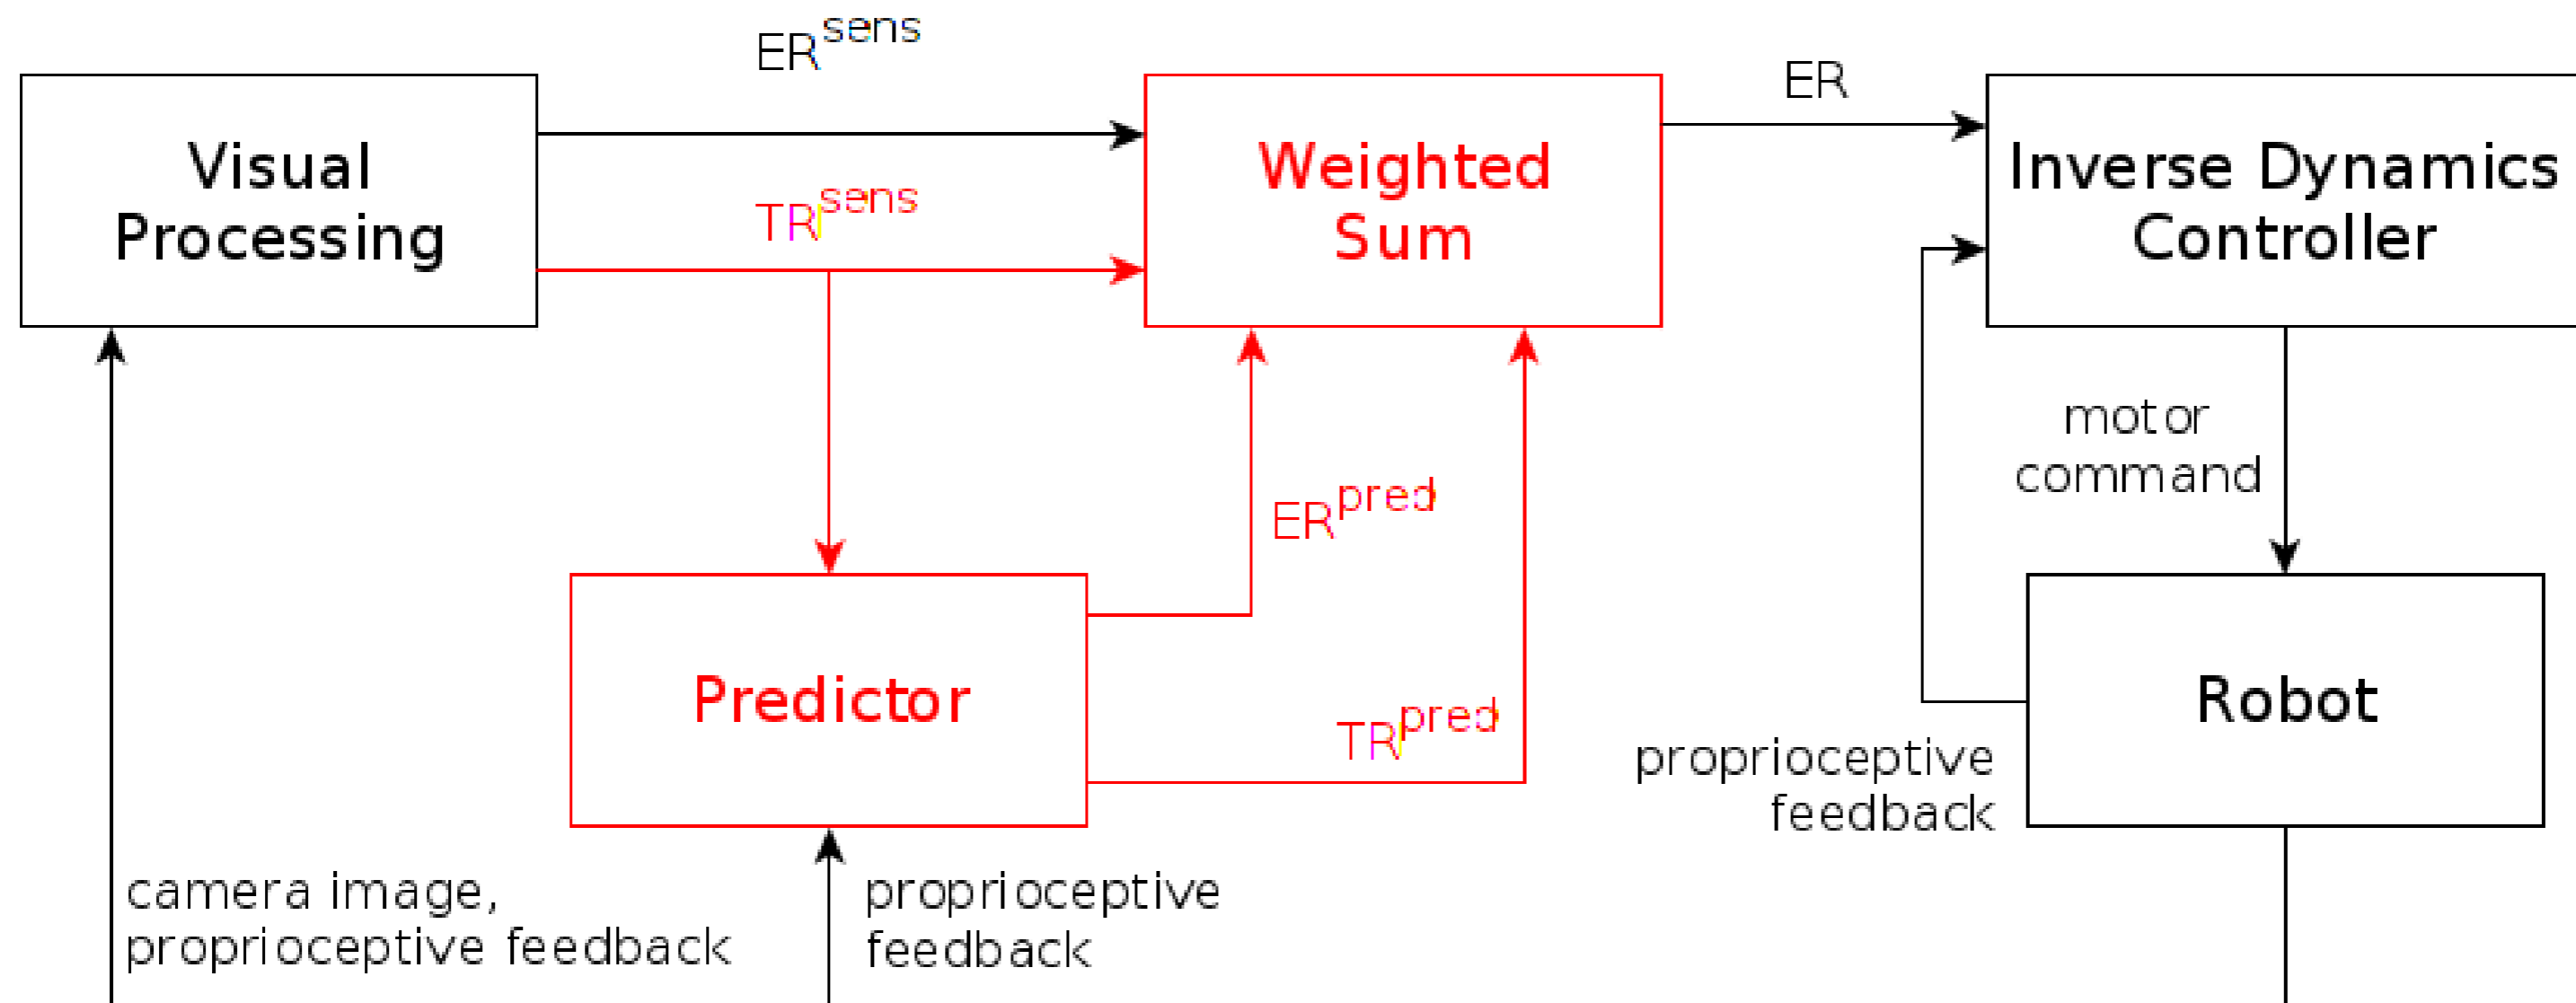 ER^sens
ER
Visual
Processing
TR^sens
Weighted
Sum
Inverse Dynamics
Controller
motor
command
ER^pred
Predictor
TR^pred
Robot
proprioceptive
feedback
camera image,
proprioceptive feedback
proprioceptive
feedback